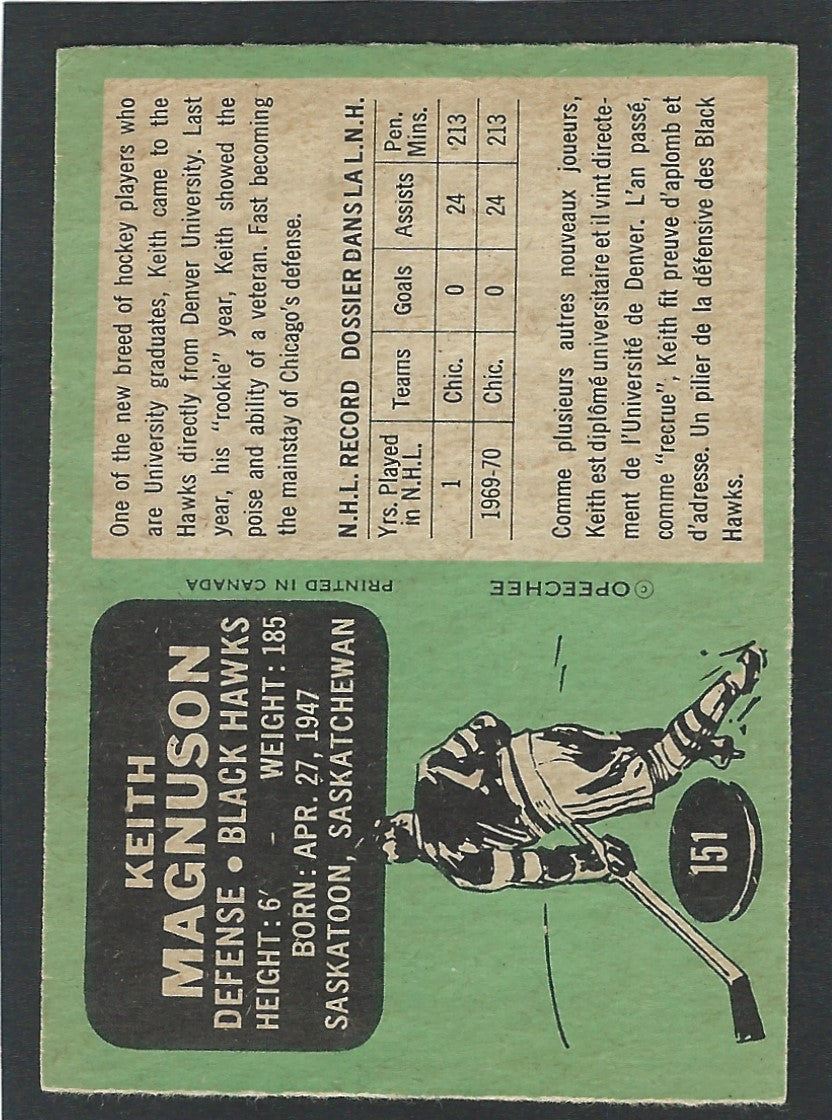 KEITH
MAGNUSON
DEFENSE • BLACK HAWKS
HEIGHT: 6′ - WEIGHT: 185
BORN: APR. 27, 1947
SASKATOON, SASKATCHEWAN
151
PRINTED IN CANADA
© OPEECHEE
One of the new breed of hockey players who
are University graduates, Keith came to the
Hawks directly from Denver University. Last
year, his "rookie" year, Keith showed the
poise and ability of a veteran. Fast becoming
the mainstay of Chicago's defense.
N.H.L. RECORD DOSSIER DANS LA L.N.H.
Yrs. Played in N.H.L. Teams Goals Assists Pen. Mins.
1 Chic. 0 24 213
1969-70 Chic. 0 24 213
Comme plusieurs autres nouveaux joueurs,
Keith est diplômé universitaire et il vint directe-
ment de l'Université de Denver. L'an passé,
comme "recrue", Keith fit preuve d'aplomb et
d'adresse. Un pilier de la défensive des Black
Hawks.